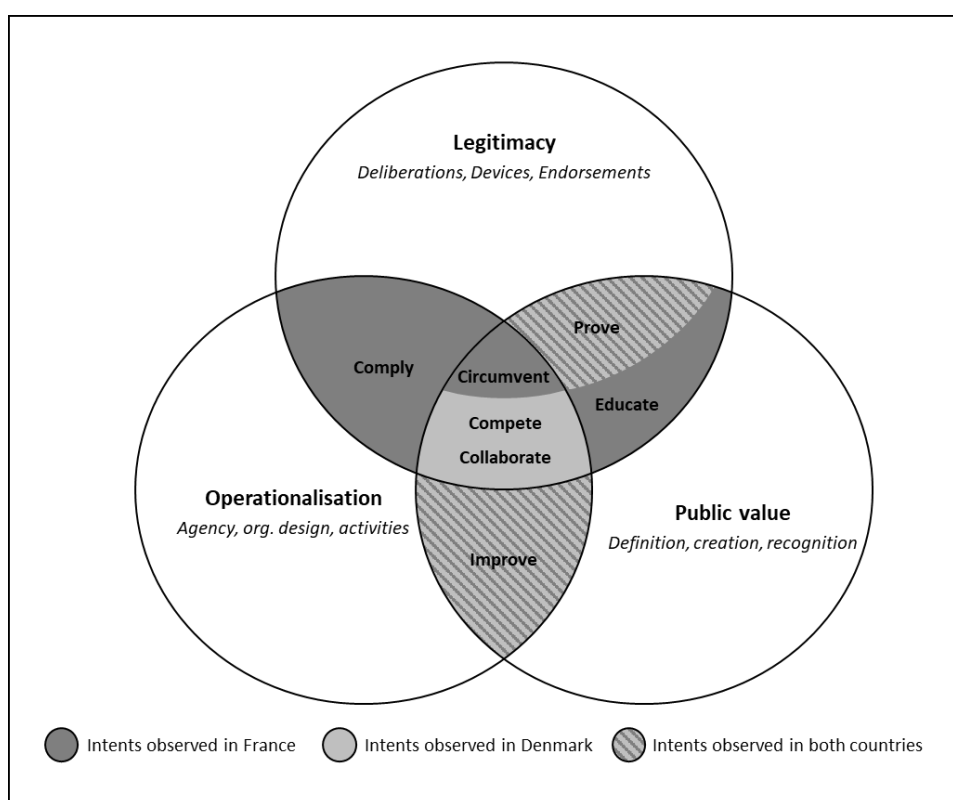 Legitimacy
Deliberations, Devices, Endorsements
Prove
Comply
Circumvent
Educate
Compete
Collaborate
Operationalisation
Agency, org. design, activities
Public value
Definition, creation, recognition
Improve
Intents observed in France
Intents observed in Denmark
Intents observed in both countries